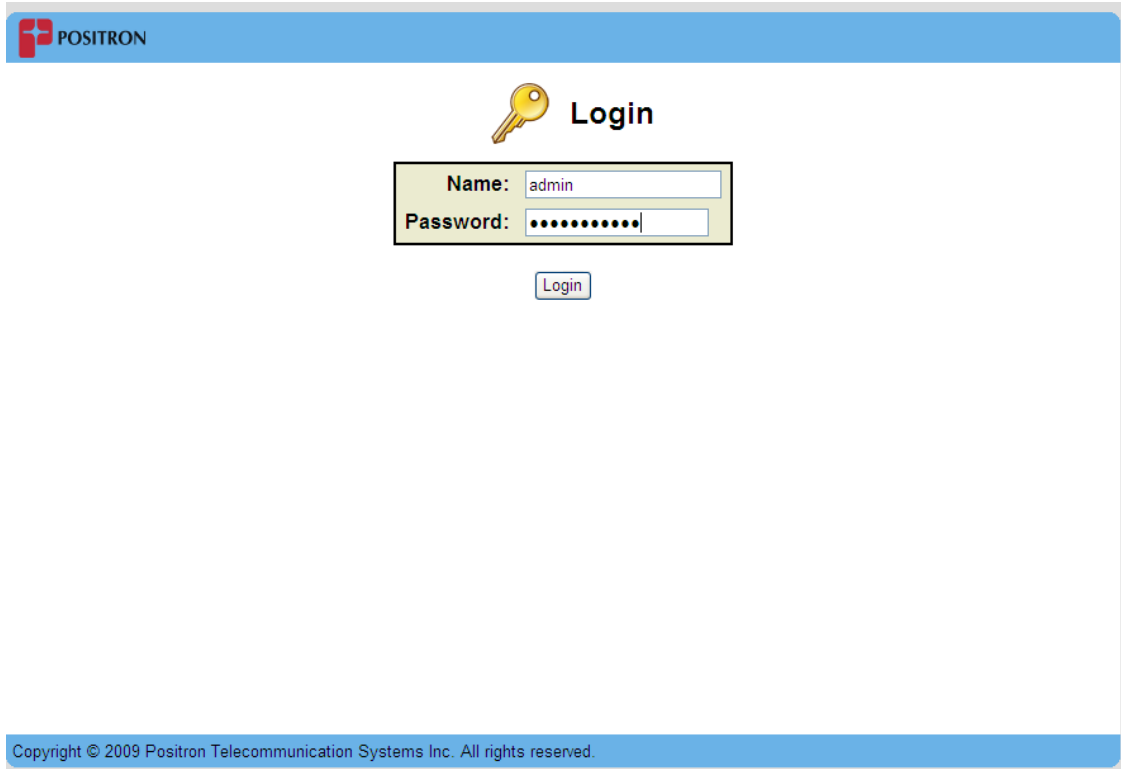 POSITRON
Login
Name: admin
Password: •••••••••••
Login
Copyright © 2009 Positron Telecommunication Systems Inc. All rights reserved.